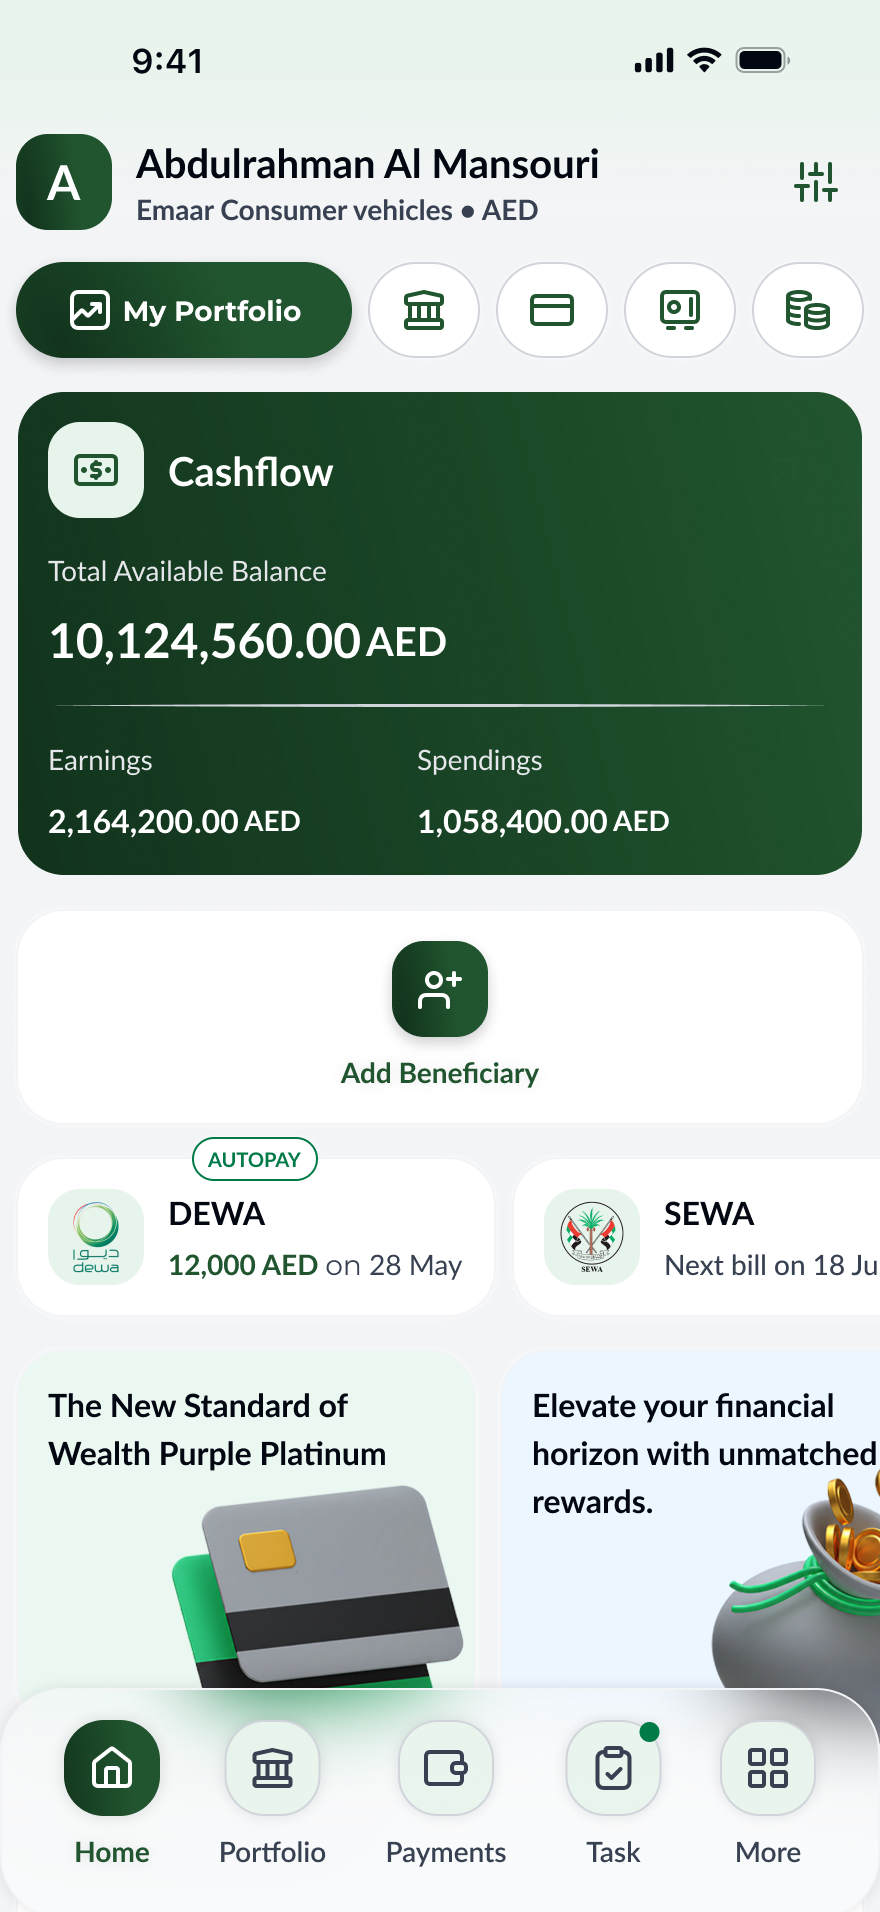 9:41
A
Abdulrahman Al Mansouri
Emaar Consumer vehicles • AED
My Portfolio
Cashflow
Total Available Balance
10,124,560.00 AED
Earnings
Spendings
2,164,200.00 AED
1,058,400.00 AED
Add Beneficiary
AUTOPAY
ديوا
dewa
DEWA
12,000 AED on 28 May
SEWA
SEWA
Next bill on 18 Ju
The New Standard of
Wealth Purple Platinum
Elevate your financial
horizon with unmatched
rewards.
Home
Portfolio
Payments
Task
More